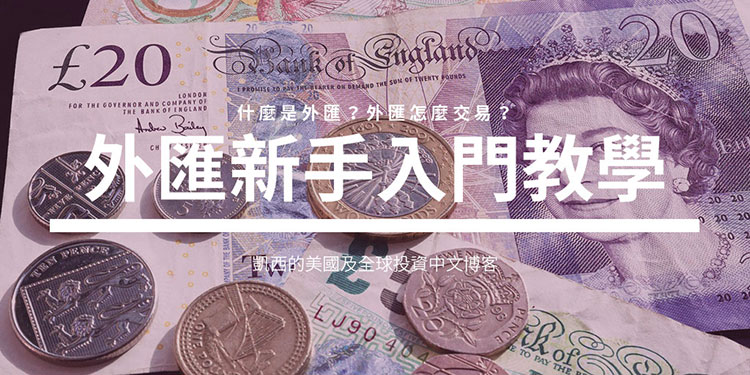 £20
Bank of England
20
I PROMISE TO PAY THE BEARER ON DEMAND THE SUM OF TWENTY POUNDS
LONDON
FOR THE GOVERNOR AND COMPANY OF
THE BANK OF ENGLAND
Andrew Bailey
什麼是外匯？外匯怎麼交易？
外匯新手入門教學
凱西的美國及全球投資中文博客
TEN PENCE
LJ90 404
PENCE
Bank of